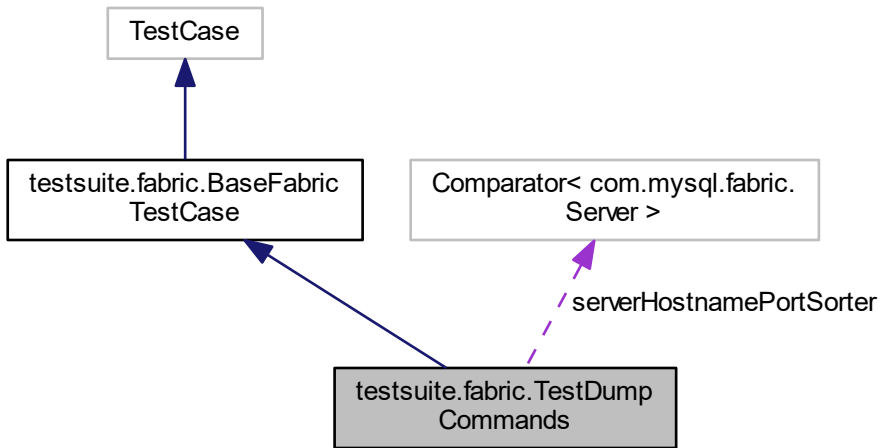 TestCase
testsuite.fabric.BaseFabric
TestCase
Comparator< com.mysql.fabric.
Server >
serverHostnamePortSorter
testsuite.fabric.TestDump
Commands